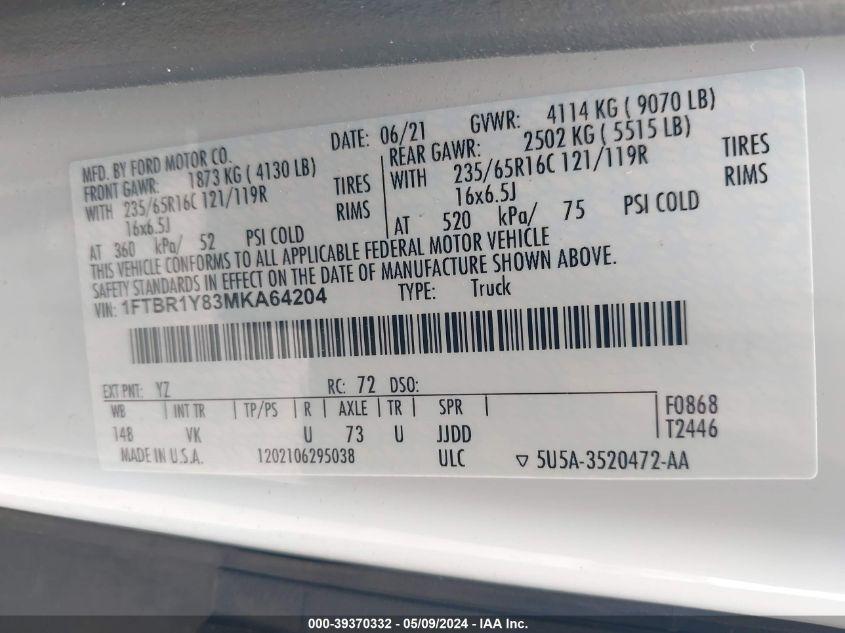 MFD. BY FORD MOTOR CO. DATE: 06/21 GVWR: 4114 KG ( 9070 LB)
FRONT GAWR: 1873 KG ( 4130 LB) REAR GAWR: 2502 KG ( 5515 LB)
WITH 235/65R16C 121/119R TIRES WITH 235/65R16C 121/119R TIRES
16x6.5J RIMS 16x6.5J RIMS
AT 360 kPa/ 52 PSI COLD AT 520 kPa/ 75 PSI COLD
THIS VEHICLE CONFORMS TO ALL APPLICABLE FEDERAL MOTOR VEHICLE
SAFETY STANDARDS IN EFFECT ON THE DATE OF MANUFACTURE SHOWN ABOVE.
VIN: 1FTBR1Y83MKA64204 TYPE: Truck
EXT PNT: YZ RC: 72 DSO:
WB INT TR TP/PS R AXLE TR SPR F0868
148 VK U 73 U JJDD T2446
MADE IN U.S.A. 1202106295038 ULC ▽ 5U5A-3520472-AA
000-39370332 - 05/09/2024 - IAA Inc.